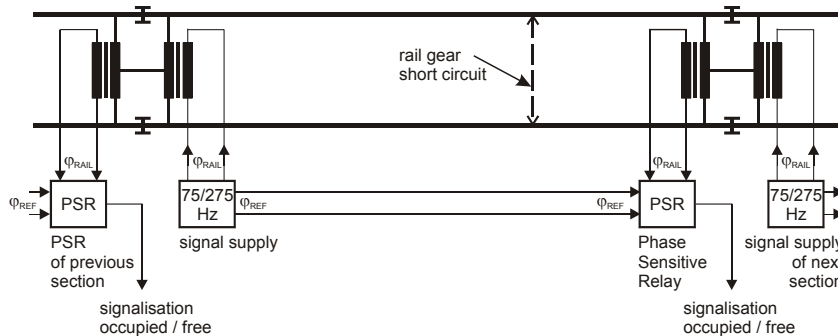 rail gear
short circuit
φRAIL
φRAIL
φRAIL
φRAIL
φREF
PSR
75/275
Hz
φREF
φREF
PSR
75/275
Hz
PSR
of previous
section
signal supply
Phase
Sensitive
Relay
signal supply
of next
section
signalisation
occupied / free
signalisation
occupied / free